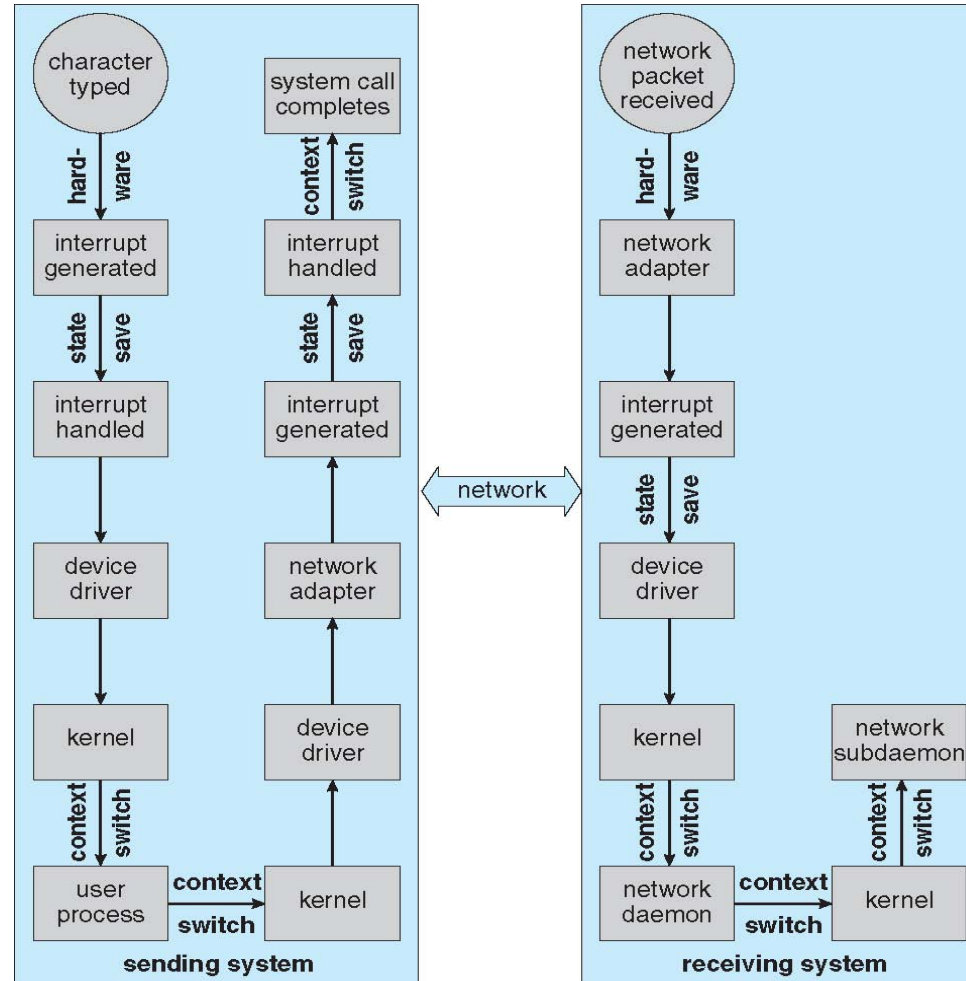 character
typed
hard-
ware
interrupt
generated
state
save
interrupt
handled
device
driver
kernel
context
switch
user
process
context
switch
kernel
device
driver
network
adapter
interrupt
generated
state
save
interrupt
handled
context
switch
system call
completes
sending system
network
network
packet
received
hard-
ware
network
adapter
interrupt
generated
state
save
device
driver
kernel
context
switch
network
daemon
context
switch
kernel
context
switch
network
subdaemon
receiving system